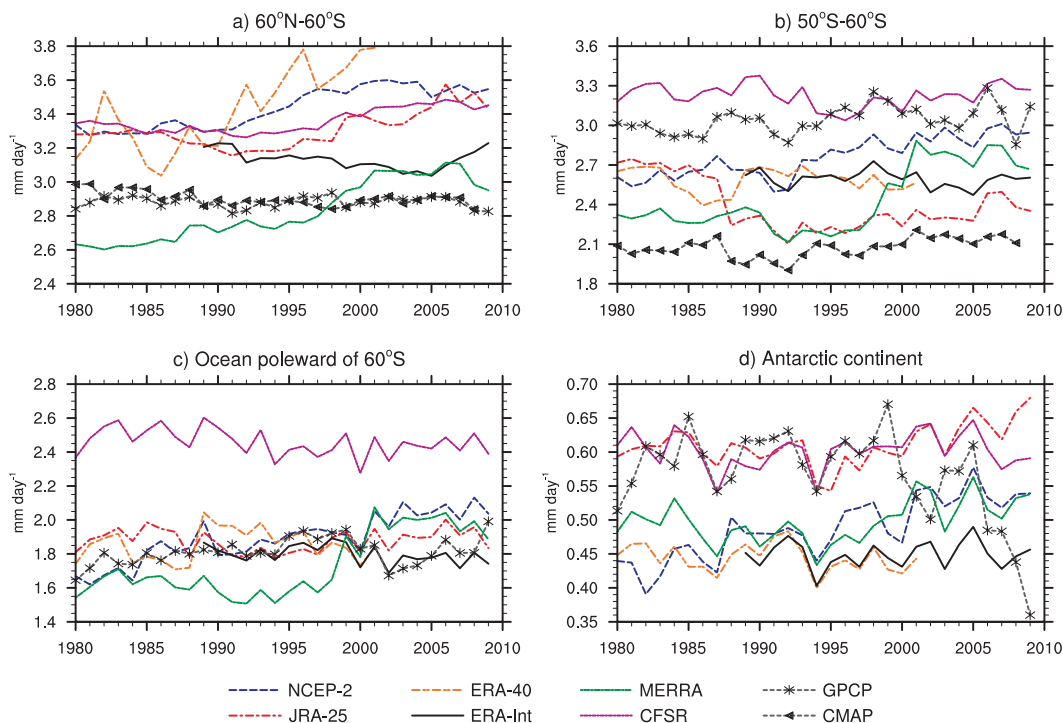 a) 60°N-60°S
mm day-1
3.8
3.6
3.4
3.2
3.0
2.8
2.6
2.4
1980 1985 1990 1995 2000 2005 2010
b) 50°S-60°S
mm day-1
3.6
3.3
3.0
2.7
2.4
2.1
1.8
1980 1985 1990 1995 2000 2005 2010
c) Ocean poleward of 60°S
mm day-1
2.8
2.6
2.4
2.2
2.0
1.8
1.6
1.4
1980 1985 1990 1995 2000 2005 2010
d) Antarctic continent
mm day-1
0.70
0.65
0.60
0.55
0.50
0.45
0.40
0.35
1980 1985 1990 1995 2000 2005 2010
NCEP-2 ERA-40 MERRA GPCP
JRA-25 ERA-Int CFSR CMAP